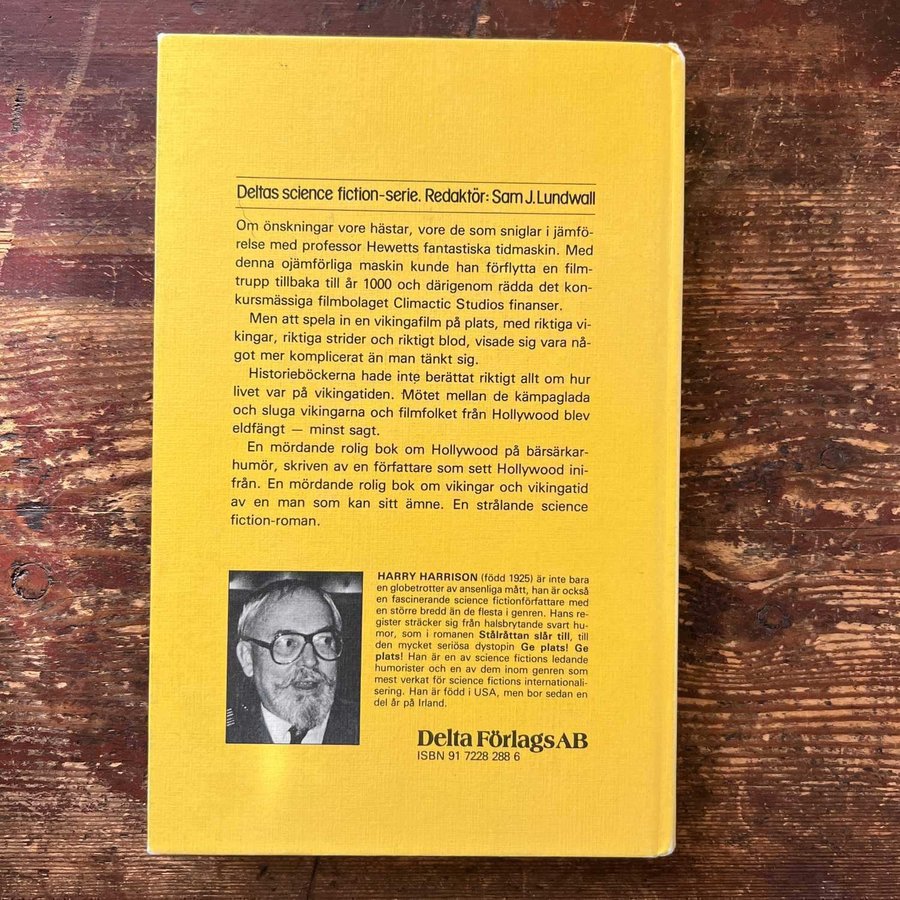 Deltas science fiction-serie. Redaktör: Sam J. Lundwall
Om önskningar vore hästar, vore de som sniglar i jämfö-
relse med professor Hewetts fantastiska tidmaskin. Med
denna ojämförliga maskin kunde han förflytta en film-
trupp tillbaka till år 1000 och därigenom rädda det kon-
kursmässiga filmbolaget Climactic Studios finanser.
Men att spela in en vikingafilm på plats, med riktiga vi-
kingar, riktiga strider och riktigt blod, visade sig vara nå-
got mer komplicerat än man tänkt sig.
Historieböckerna hade inte berättat riktigt allt om hur
livet var på vikingatiden. Mötet mellan de kämpaglada
och sluga vikingarna och filmfolket från Hollywood blev
eldfängt — minst sagt.
En mördande rolig bok om Hollywood på bärsärkar-
humör, skriven av en författare som sett Hollywood ini-
från. En mördande rolig bok om vikingar och vikingatid
av en man som kan sitt ämne. En strålande science
fiction-roman.
HARRY HARRISON (född 1925) är inte bara
en globetrotter av ansenliga mått, han är också
en fascinerande science fictionförfattare med
en större bredd än de flesta i genren. Hans re-
gister sträcker sig från halsbrytande svart hu-
mor, som i romanen Stålråttan slår till, till
den mycket seriösa dystopin Ge plats! Ge
plats! Han är en av science fictions ledande
humorister och en av dem inom genren som
mest verkat för science fictions internationali-
sering. Han är född i USA, men bor sedan en
del år på Irland.
Delta Förlags AB
ISBN 91 7228 288 6